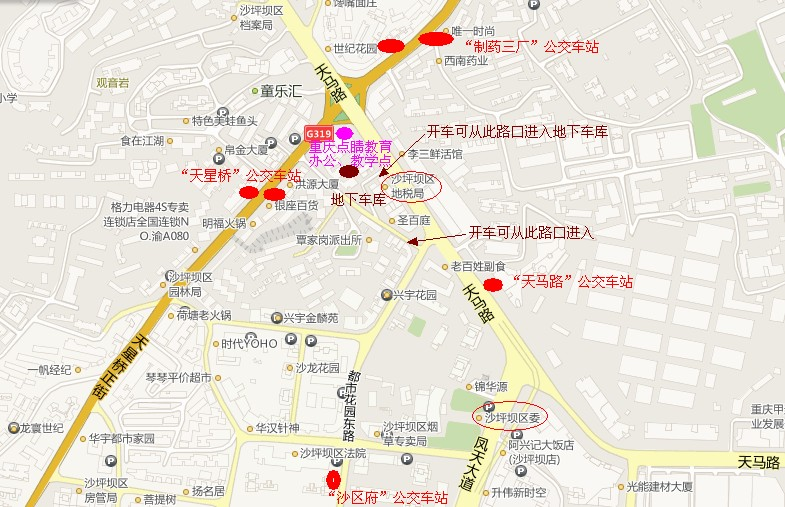 沙坪坝区
档案局
馋嘴面庄
唯一时尚
世纪花园
“制药三厂”公交车站
西南药业
天马路
观音岩
小学
童乐汇
特色美蛙鱼头
G319
开车可从此路口进入地下车库
食在江湖
重庆点睛教育
办公、教学点
帛金大厦
李三鲜活馆
“天星桥”公交车站
洪源大厦
沙坪坝区
地税局
地下车库
格力电器4S专卖
连锁店全国连锁N
O.渝A080
银座百货
明福火锅
圣百庭
覃家岗派出所
开车可从此路口进入
老百姓副食
沙坪坝区
园林局
“天马路”公交车站
兴宇花园
天马路
荷塘老火锅
兴宇金麟苑
时代YOHO
天星桥正街
沙龙花园
一帆经纪
琴琴平价超市
都市花园东路
锦华源
重庆甲
业发展
沙坪坝区委
龙寰世纪
华宇都市家园
华汉针神
沙坪坝区烟
草专卖局
凤天大道
阿兴记大饭店
(沙坪坝店)
沙坪坝区法院
天马路
沙坪坝区
房管局
扬名居
菩提树
“沙区府”公交车站
升伟新时空
光能建材大厦
P
P
P
P
P
P
P
P
P
P